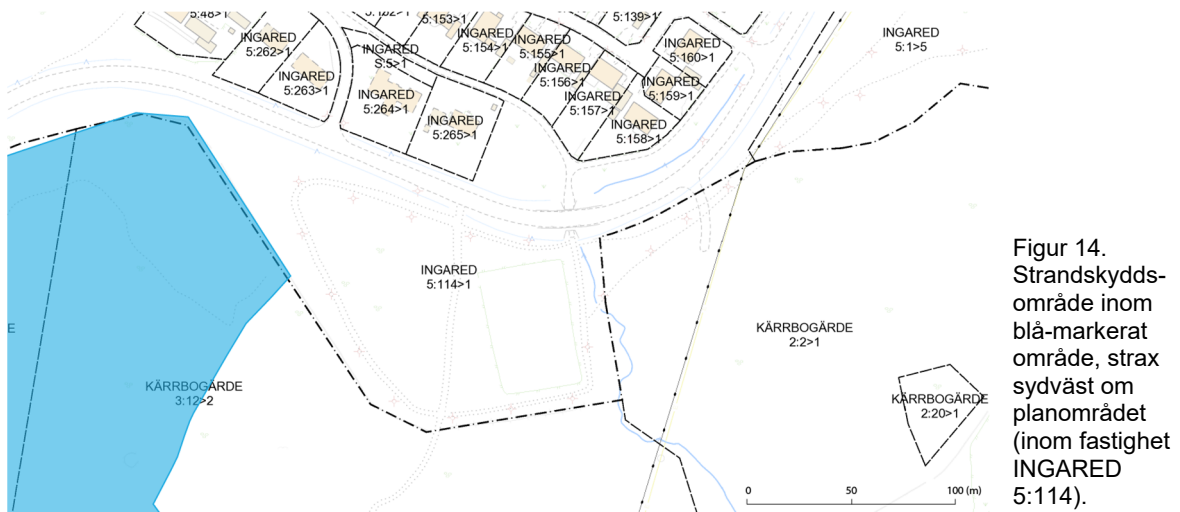 5:48>1
5:152>1
5:153>1
5:139>1
INGARED
5:262>1
INGARED
S:5>1
INGARED
5:154>1
INGARED
5:155>1
INGARED
5:160>1
INGARED
5:1>5
INGARED
5:263>1
INGARED
5:264>1
INGARED
5:156>1
INGARED
5:159>1
INGARED
5:265>1
INGARED
5:157>1
INGARED
5:158>1
INGARED
5:114>1
E
KÄRRBOGÄRDE
2:2>1
KÄRRBOGÄRDE
3:12>2
KÄRRBOGÄRDE
2:20>1
0 50 100 (m)
Figur 14.
Strandskydds-
område inom
blå-markerat
område, strax
sydväst om
planområdet
(inom fastighet
INGARED
5:114).